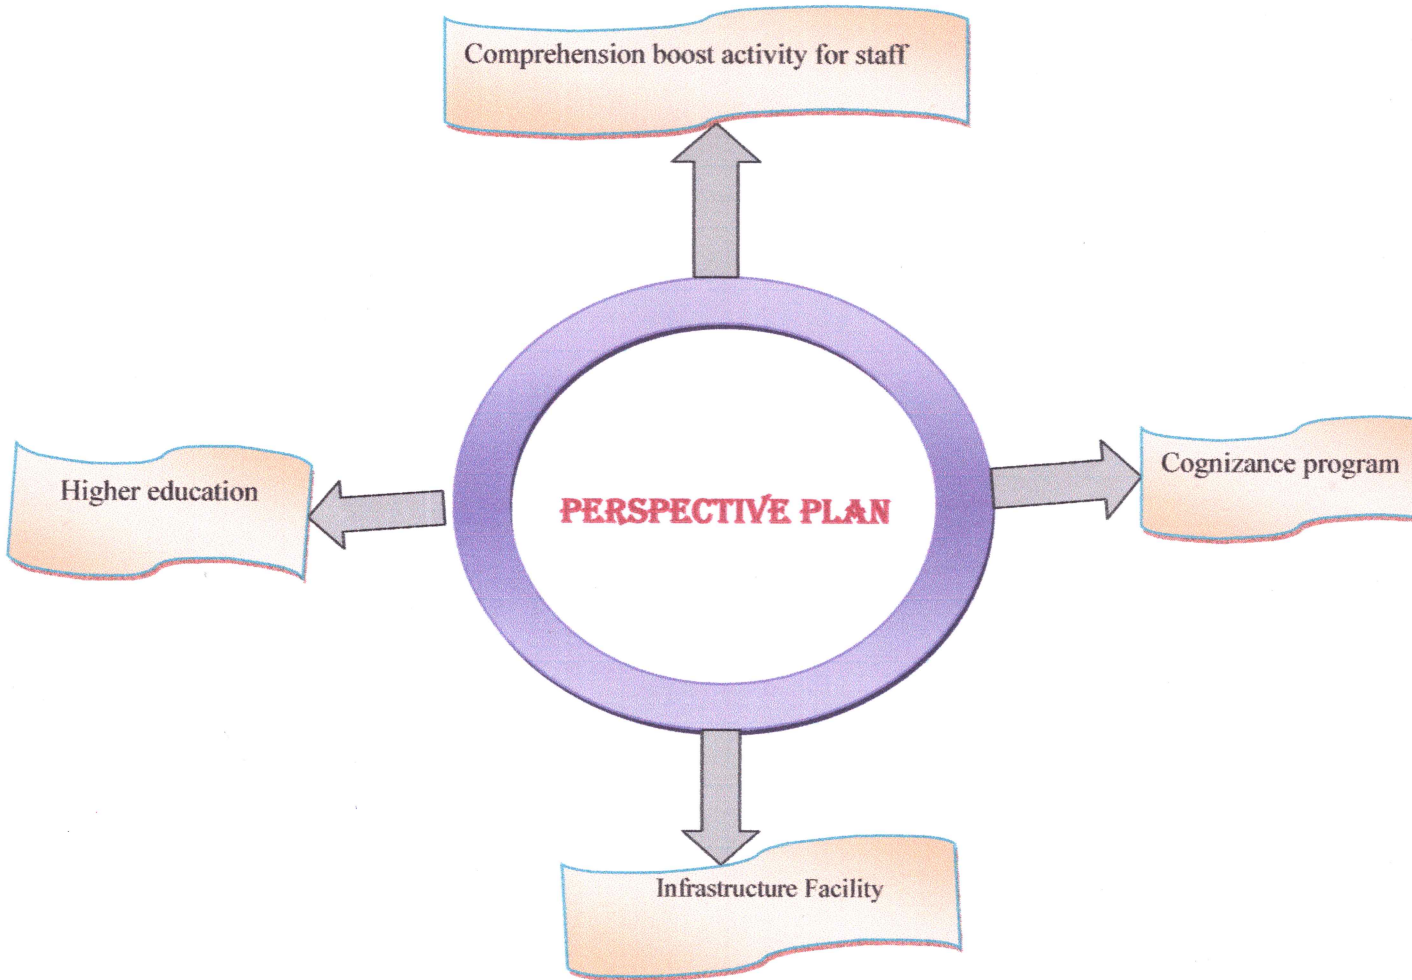 Comprehension boost activity for staff
Higher education
PERSPECTIVE PLAN
Cognizance program
Infrastructure Facility